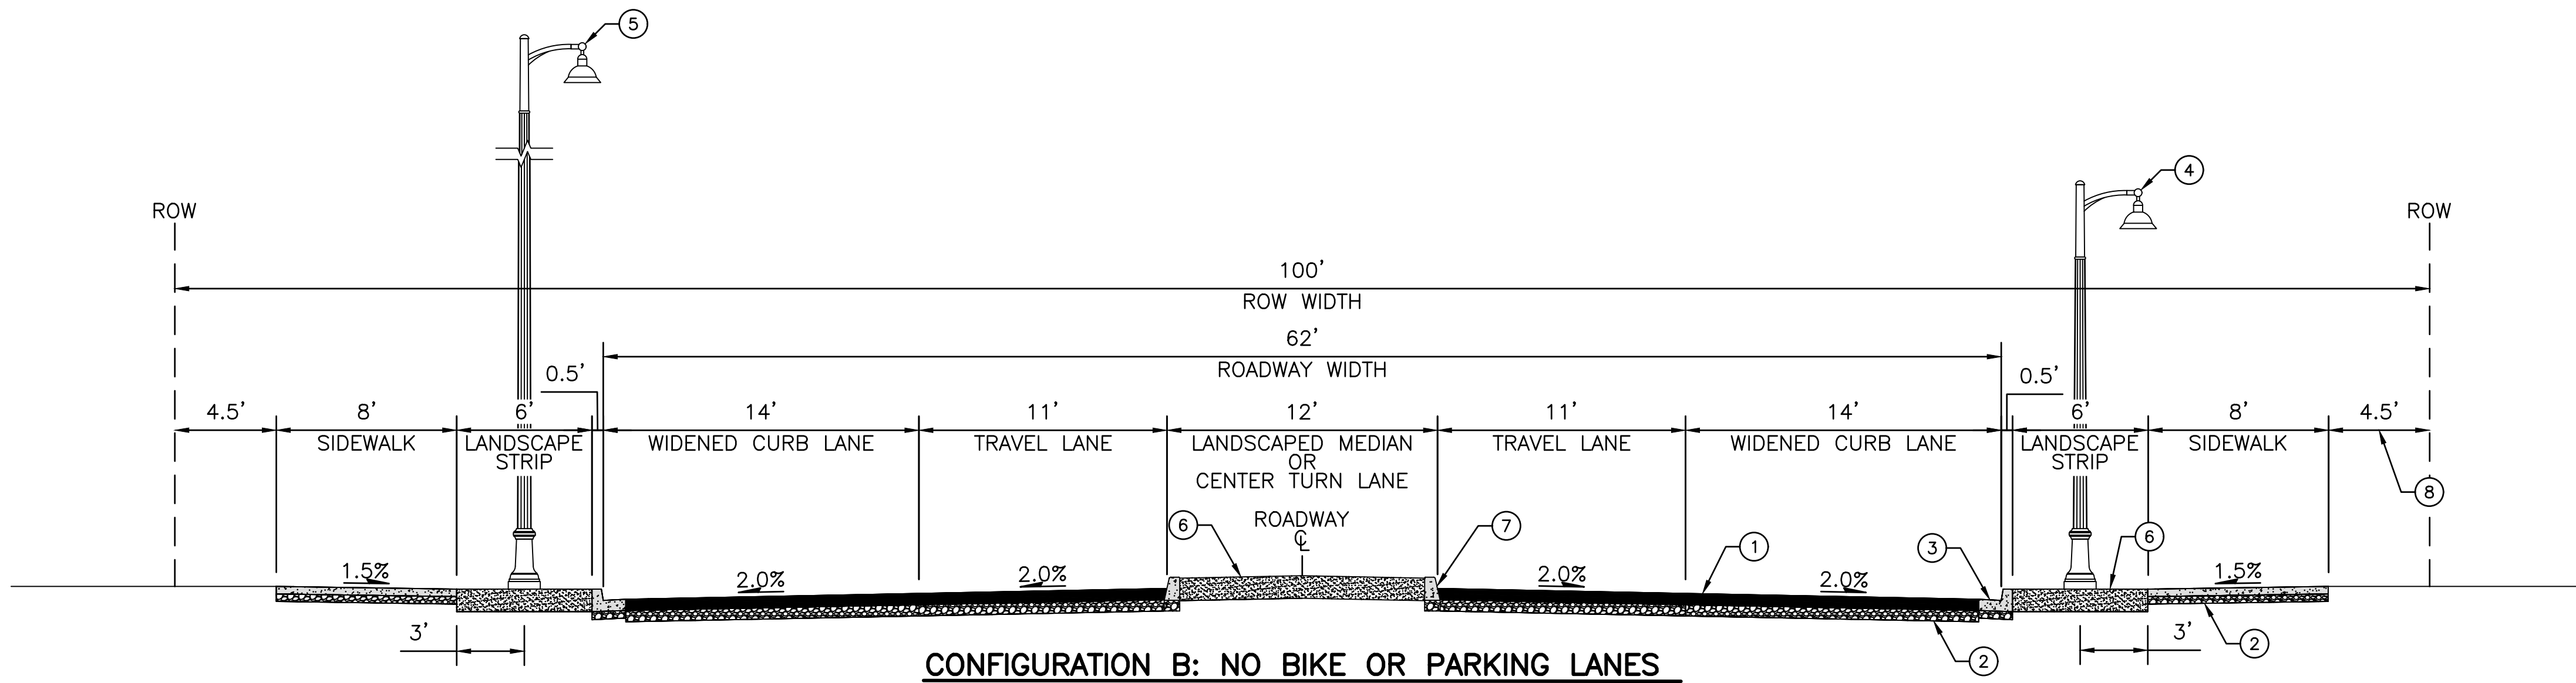 5
4
ROW
ROW
100'
ROW WIDTH
62'
ROADWAY WIDTH
0.5'
0.5'
4.5'
8'
6'
14'
11'
12'
11'
14'
6'
8'
4.5'
SIDEWALK
LANDSCAPE
STRIP
WIDENED CURB LANE
TRAVEL LANE
LANDSCAPED MEDIAN
OR
CENTER TURN LANE
TRAVEL LANE
WIDENED CURB LANE
LANDSCAPE
STRIP
SIDEWALK
8
ROADWAY
℄
6
7
1
3
6
1.5%
2.0%
2.0%
2.0%
2.0%
1.5%
3'
3'
2
2
CONFIGURATION B: NO BIKE OR PARKING LANES